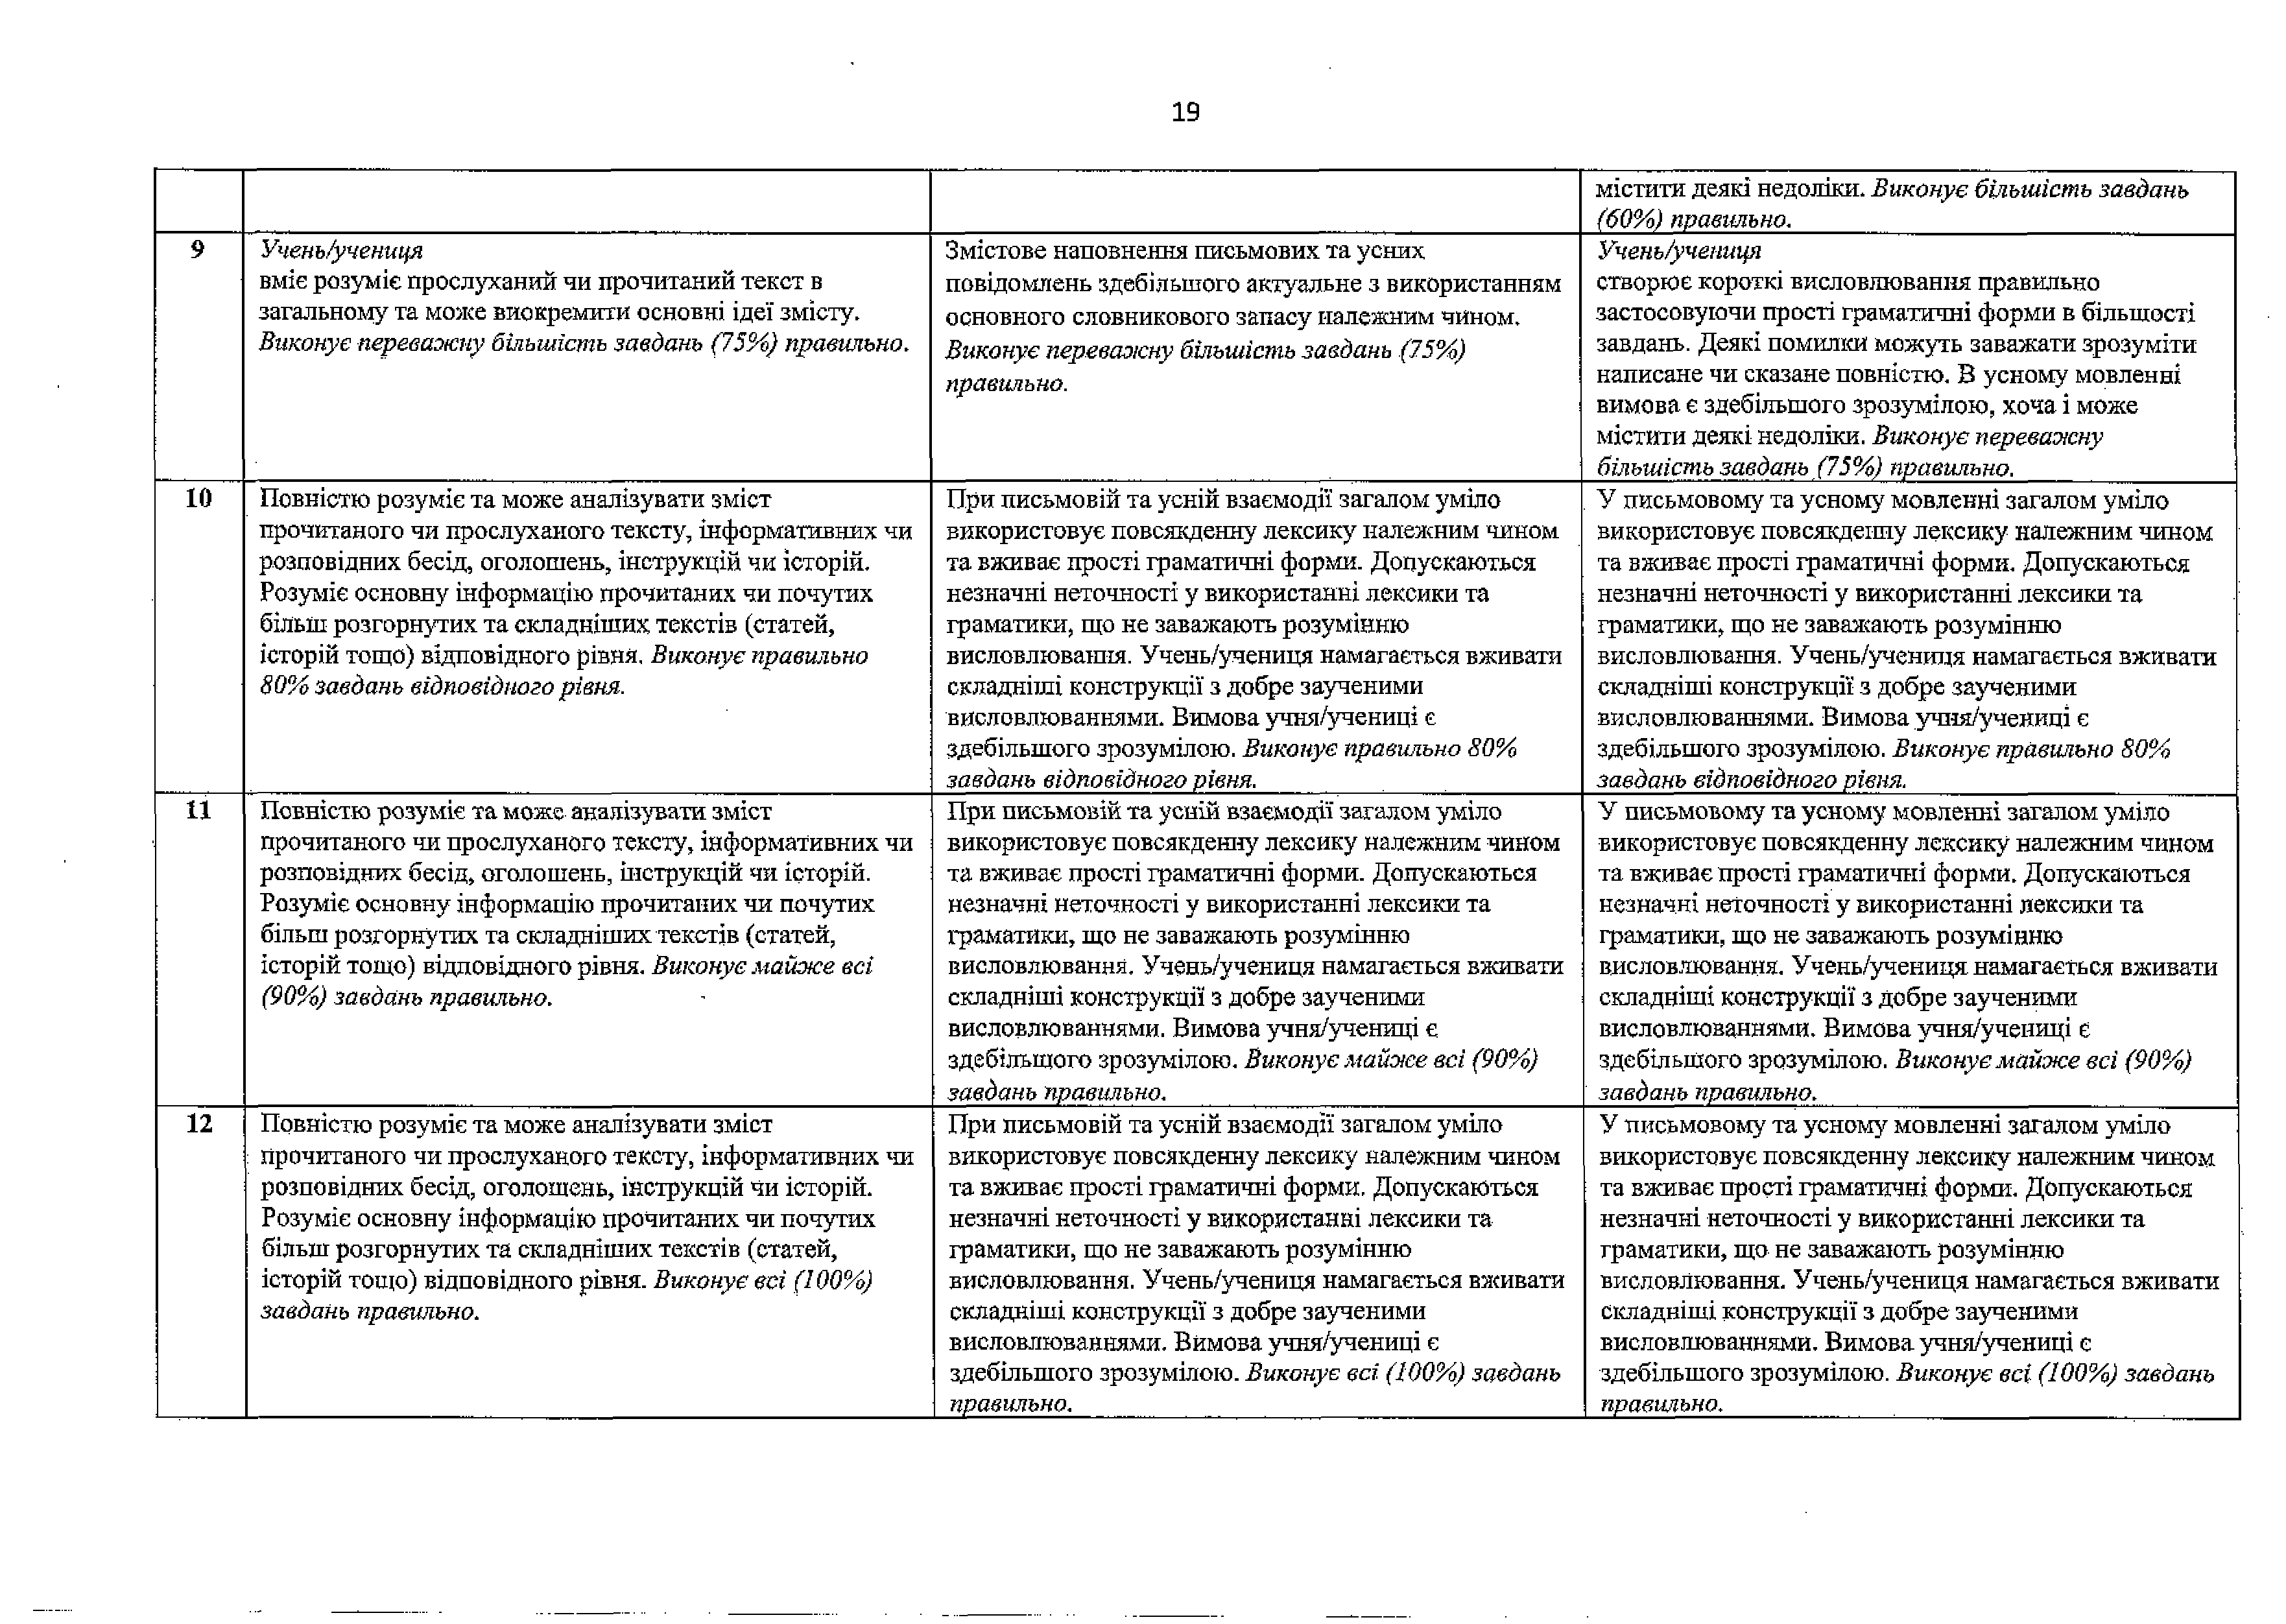 19
містити деякі недоліки. Виконує більшість завдань
(60%) правильно.
9
Учень/учениця
вміє розуміє прослуханий чи прочитаний текст в
загальному та може виокремити основні ідеї змісту.
Виконує переважну більшість завдань (75%) правильно.
Змістове наповнення письмових та усних
повідомлень здебільшого актуальне з використанням
основного словникового запасу належним чином.
Виконує переважну більшість завдань (75%)
правильно.
Учень/учениця
створює короткі висловлювання правильно
застосовуючи прості граматичні форми в більшості
завдань. Деякі помилки можуть заважати зрозуміти
написане чи сказане повністю. В усному мовленні
вимова є здебільшого зрозумілою, хоча і може
містити деякі недоліки. Виконує переважну
більшість завдань (75%) правильно.
10
Повністю розуміє та може аналізувати зміст
прочитаного чи прослуханого тексту, інформативних чи
розповідних бесід, оголошень, інструкцій чи історій.
Розуміє основну інформацію прочитаних чи почутих
більш розгорнутих та складніших текстів (статей,
історій тощо) відповідного рівня. Виконує правильно
80% завдань відповідного рівня.
При письмовій та усній взаємодії загалом уміло
використовує повсякденну лексику належним чином
та вживає прості граматичні форми. Допускаються
незначні неточності у використанні лексики та
граматики, що не заважають розумінню
висловлювання. Учень/учениця намагається вживати
складніші конструкції з добре заученими
висловлюваннями. Вимова учня/учениці є
здебільшого зрозумілою. Виконує правильно 80%
завдань відповідного рівня.
У письмовому та усному мовленні загалом уміло
використовує повсякденну лексику належним чином
та вживає прості граматичні форми. Допускаються
незначні неточності у використанні лексики та
граматики, що не заважають розумінню
висловлювання. Учень/учениця намагається вживати
складніші конструкції з добре заученими
висловлюваннями. Вимова учня/учениці є
здебільшого зрозумілою. Виконує правильно 80%
завдань відповідного рівня.
11
Повністю розуміє та може аналізувати зміст
прочитаного чи прослуханого тексту, інформативних чи
розповідних бесід, оголошень, інструкцій чи історій.
Розуміє основну інформацію прочитаних чи почутих
більш розгорнутих та складніших текстів (статей,
історій тощо) відповідного рівня. Виконує майже всі
(90%) завдань правильно.
При письмовій та усній взаємодії загалом уміло
використовує повсякденну лексику належним чином
та вживає прості граматичні форми. Допускаються
незначні неточності у використанні лексики та
граматики, що не заважають розумінню
висловлювання. Учень/учениця намагається вживати
складніші конструкції з добре заученими
висловлюваннями. Вимова учня/учениці є
здебільшого зрозумілою. Виконує майже всі (90%)
завдань правильно.
У письмовому та усному мовленні загалом уміло
використовує повсякденну лексику належним чином
та вживає прості граматичні форми. Допускаються
незначні неточності у використанні лексики та
граматики, що не заважають розумінню
висловлювання. Учень/учениця намагається вживати
складніші конструкції з добре заученими
висловлюваннями. Вимова учня/учениці є
здебільшого зрозумілою. Виконує майже всі (90%)
завдань правильно.
12
Повністю розуміє та може аналізувати зміст
прочитаного чи прослуханого тексту, інформативних чи
розповідних бесід, оголошень, інструкцій чи історій.
Розуміє основну інформацію прочитаних чи почутих
більш розгорнутих та складніших текстів (статей,
історій тощо) відповідного рівня. Виконує всі (100%)
завдань правильно.
При письмовій та усній взаємодії загалом уміло
використовує повсякденну лексику належним чином
та вживає прості граматичні форми. Допускаються
незначні неточності у використанні лексики та
граматики, що не заважають розумінню
висловлювання. Учень/учениця намагається вживати
складніші конструкції з добре заученими
висловлюваннями. Вимова учня/учениці є
здебільшого зрозумілою. Виконує всі (100%) завдань
правильно.
У письмовому та усному мовленні загалом уміло
використовує повсякденну лексику належним чином
та вживає прості граматичні форми. Допускаються
незначні неточності у використанні лексики та
граматики, що не заважають розумінню
висловлювання. Учень/учениця намагається вживати
складніші конструкції з добре заученими
висловлюваннями. Вимова учня/учениці є
здебільшого зрозумілою. Виконує всі (100%) завдань
правильно.